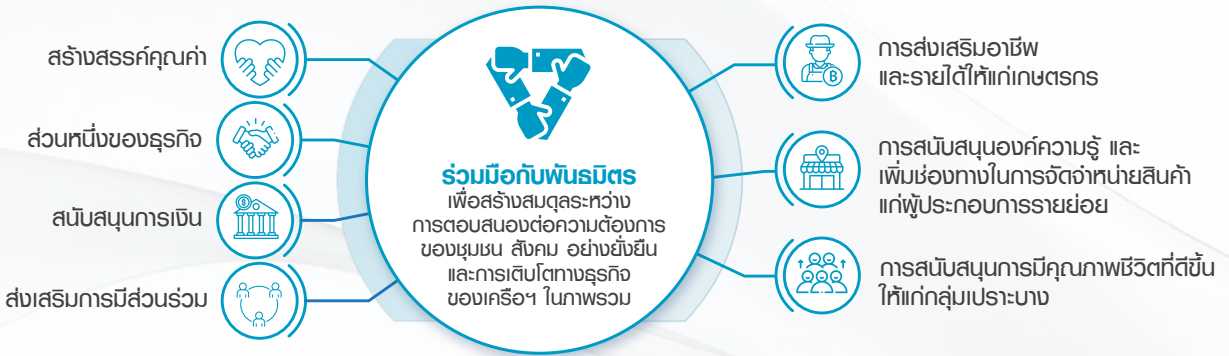 สร้างสรรค์คุณค่า
ส่วนหนึ่งของธุรกิจ
สนับสนุนการเงิน
ส่งเสริมการมีส่วนร่วม
ร่วมมือกับพันธมิตร
เพื่อสร้างสมดุลระหว่าง
การตอบสนองต่อความต้องการ
ของชุมชน สังคม อย่างยั่งยืน
และการเติบโตทางธุรกิจ
ของเครือฯ ในภาพรวม
การส่งเสริมอาชีพ
และรายได้ให้แก่เกษตรกร
การสนับสนุนองค์ความรู้ และ
เพิ่มช่องทางในการจัดจำหน่ายสินค้า
แก่ผู้ประกอบการรายย่อย
การสนับสนุนการมีคุณภาพชีวิตที่ดีขึ้น
ให้แก่กลุ่มเปราะบาง